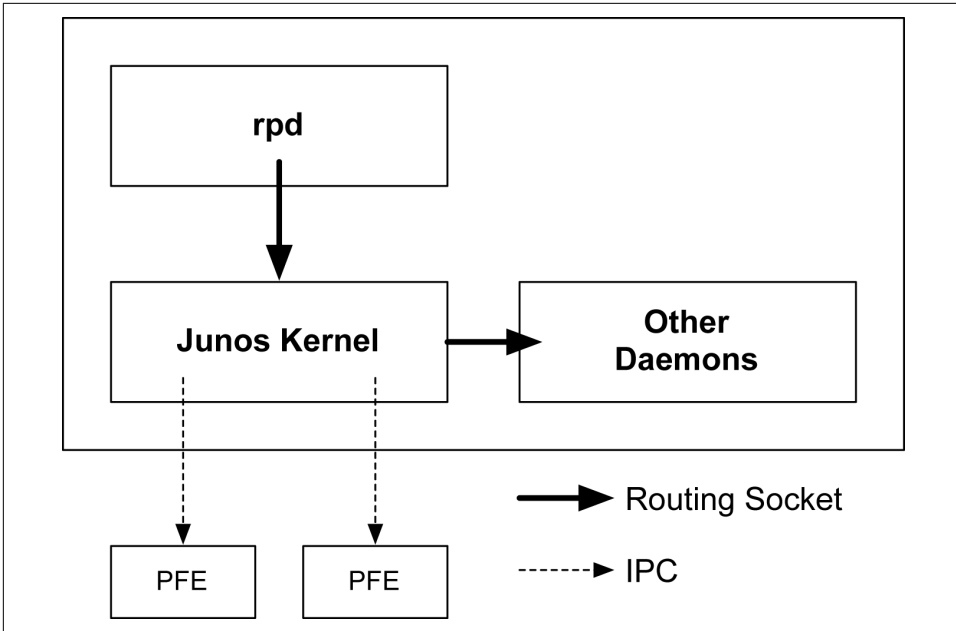 rpd
Junos Kernel
Other
Daemons
Routing Socket
IPC
PFE
PFE